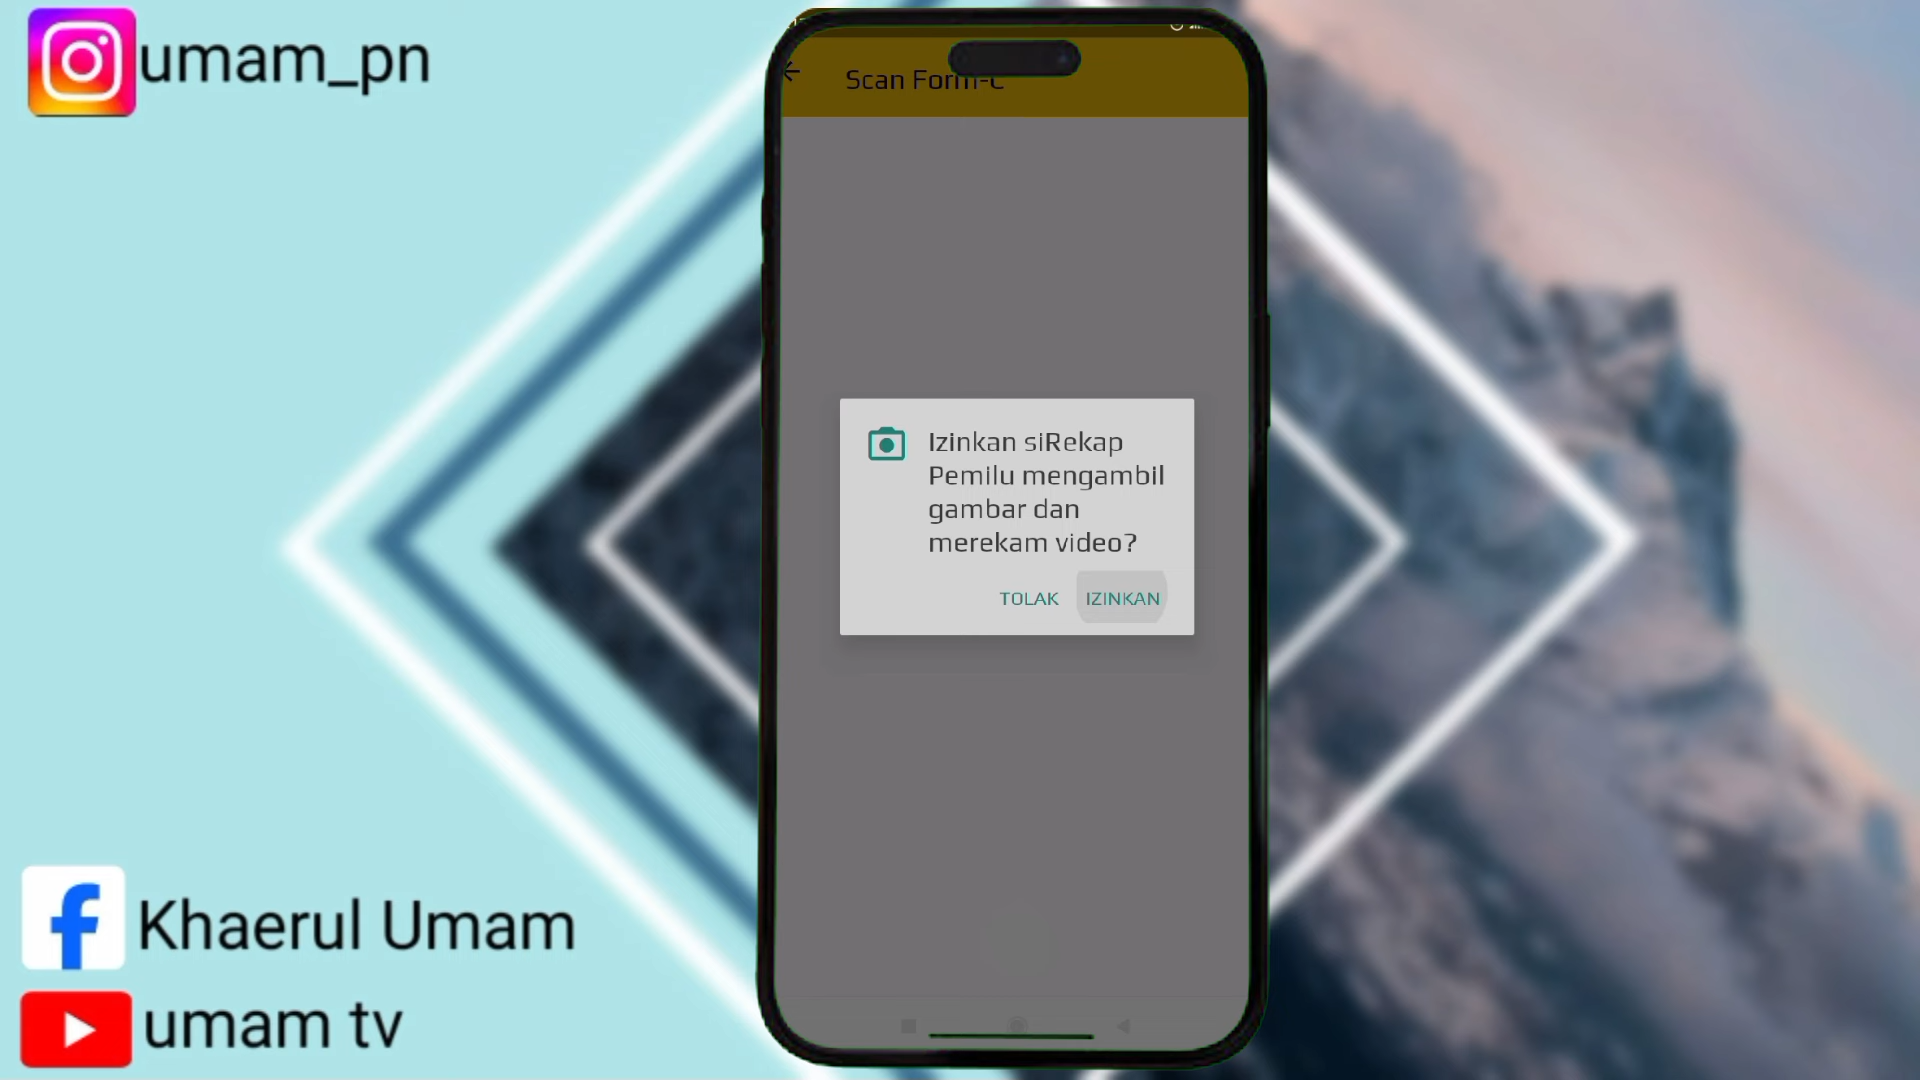 umam_pn
Scan Form-C
Izinkan siRekap
Pemilu mengambil
gambar dan
merekam video?
TOLAK IZINKAN
Khaerul Umam
umam tv